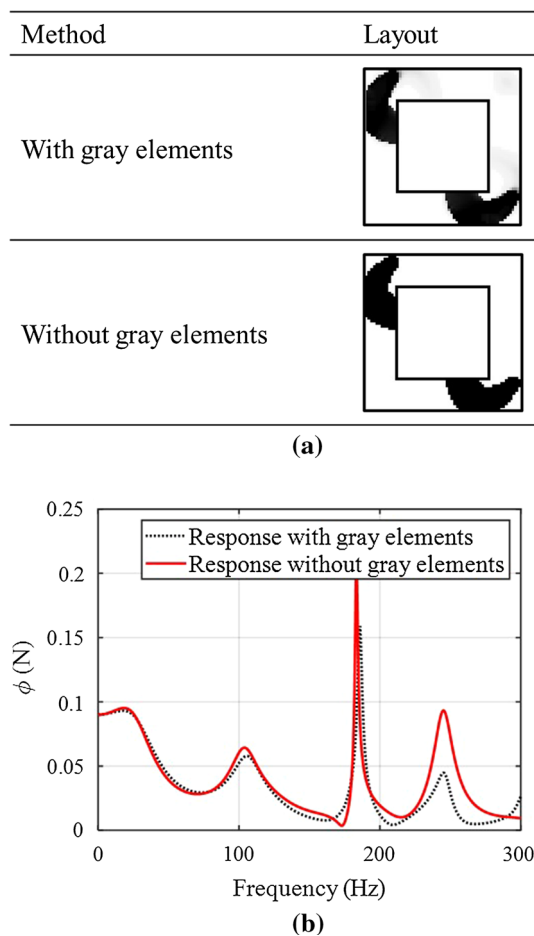 Method Layout
With gray elements
Without gray elements
(a)
0.25
0.2
0.15
0.1
0.05
0
ϕ (N)
Response with gray elements
Response without gray elements
0 100 200 300
Frequency (Hz)
(b)